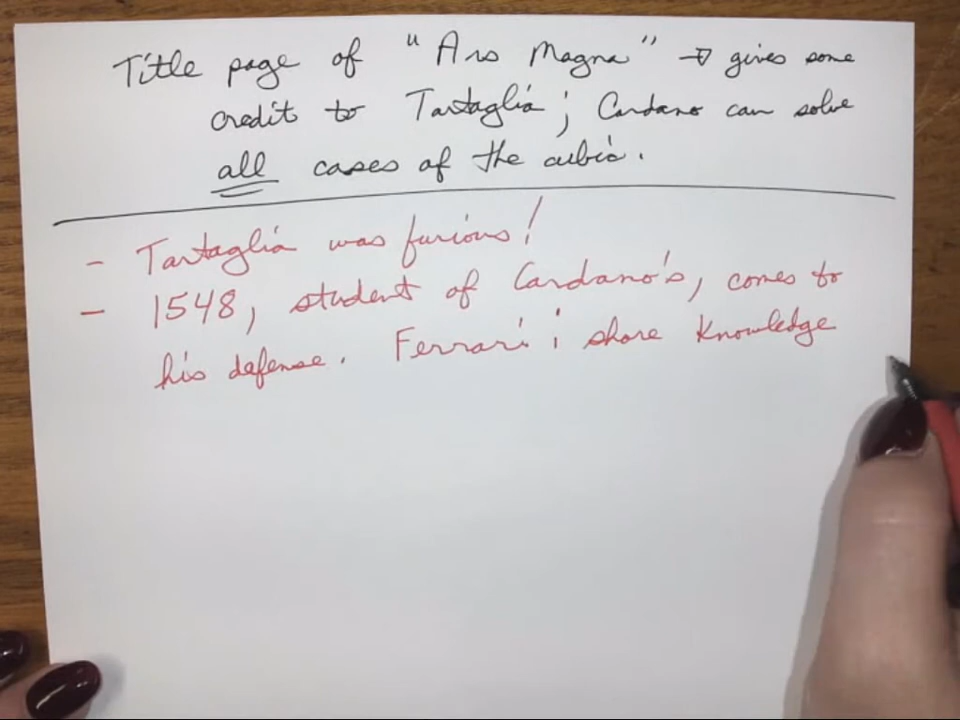 Title page of "Ars Magna" → gives some
credit to Tartaglia; Cardano can solve
all cases of the cubic.
- Tartaglia was furious!
- 1548, student of Cardano's, comes to
his defense. Ferrari ; share knowledge